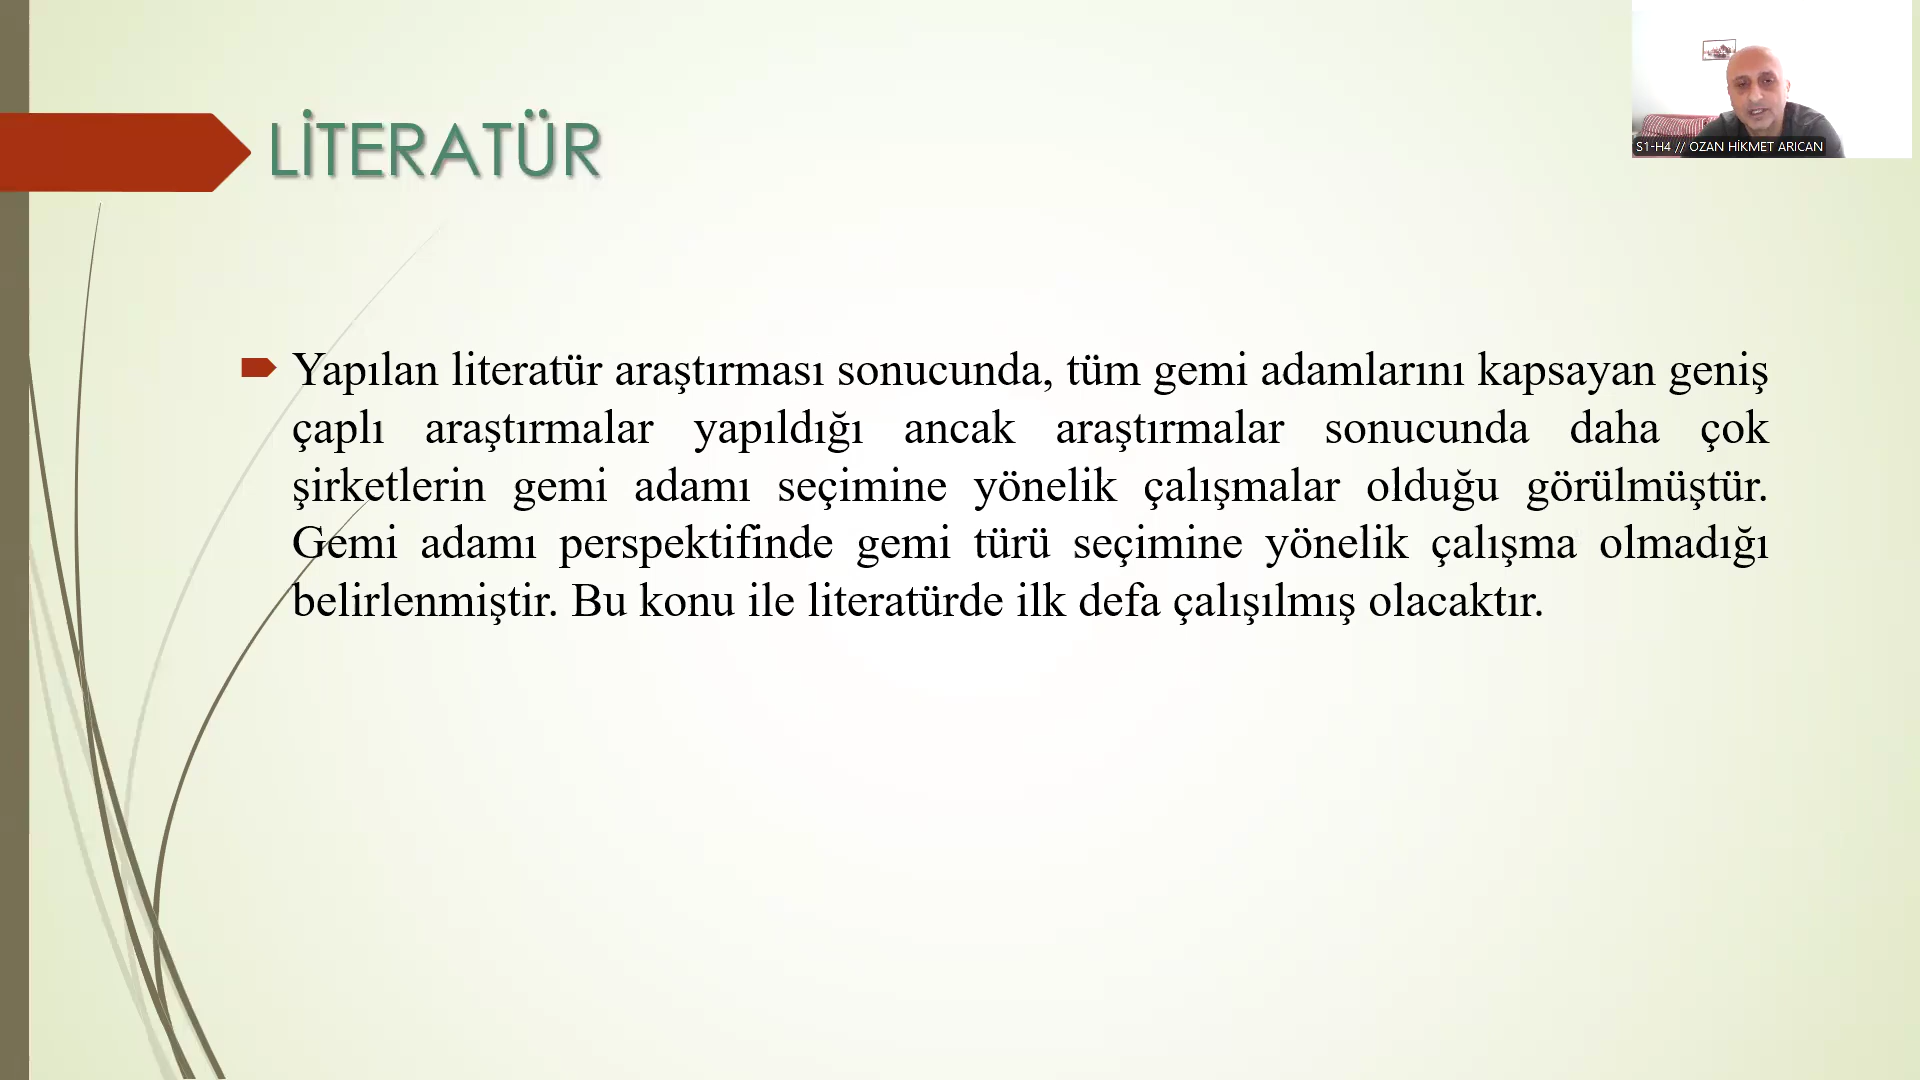 LİTERATÜR
S1-H4 // OZAN HİKMET ARICAN
Yapılan literatür araştırması sonucunda, tüm gemi adamlarını kapsayan geniş
çaplı araştırmalar yapıldığı ancak araştırmalar sonucunda daha çok
şirketlerin gemi adamı seçimine yönelik çalışmalar olduğu görülmüştür.
Gemi adamı perspektifinde gemi türü seçimine yönelik çalışma olmadığı
belirlenmiştir. Bu konu ile literatürde ilk defa çalışılmış olacaktır.